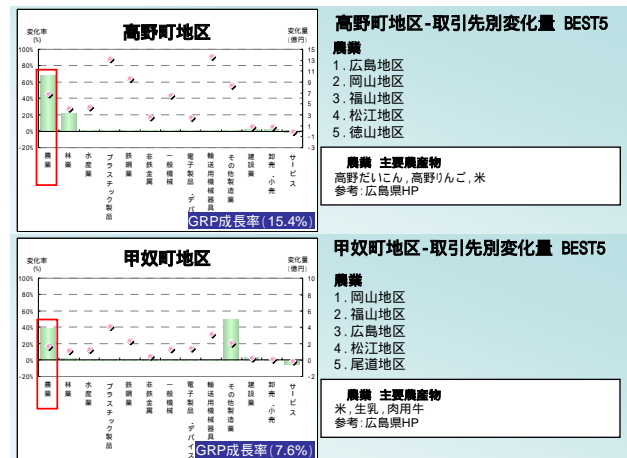 高野町地区
変化率
(%)
変化量
(億円)
100%
80%
60%
40%
20%
0%
-20%
15
13
11
9
7
5
3
1
-1
-3
農業
林業
水産業
プラスチック製品
鉄鋼業
非鉄金属
一般機械
電子製品・デバイス
輸送用機械器具
その他製造業
建設業
卸売・小売
サービス
GRP成長率(15.4%)
高野町地区-取引先別変化量 BEST5
農業
1.広島地区
2.岡山地区
3.福山地区
4.松江地区
5.徳山地区
農業 主要農産物
高野だいこん,高野りんご,米
参考:広島県HP
甲奴町地区
変化率
(%)
変化量
(億円)
100%
80%
60%
40%
20%
0%
-20%
10
8
6
4
2
0
-2
農業
林業
水産業
プラスチック製品
鉄鋼業
非鉄金属
一般機械
電子製品・デバイス
輸送用機械器具
その他製造業
建設業
卸売・小売
サービス
GRP成長率(7.6%)
甲奴町地区-取引先別変化量 BEST5
農業
1.岡山地区
2.福山地区
3.広島地区
4.松江地区
5.尾道地区
農業 主要農産物
米,生乳,肉用牛
参考:広島県HP